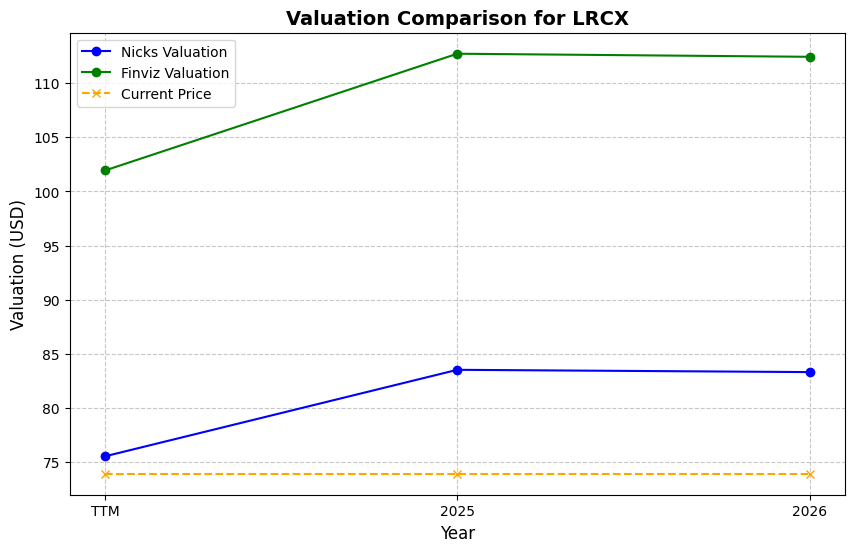 Valuation Comparison for LRCX
Nicks Valuation
Finviz Valuation
Current Price
Valuation (USD)
110
105
100
95
90
85
80
75
TTM
2025
2026
Year